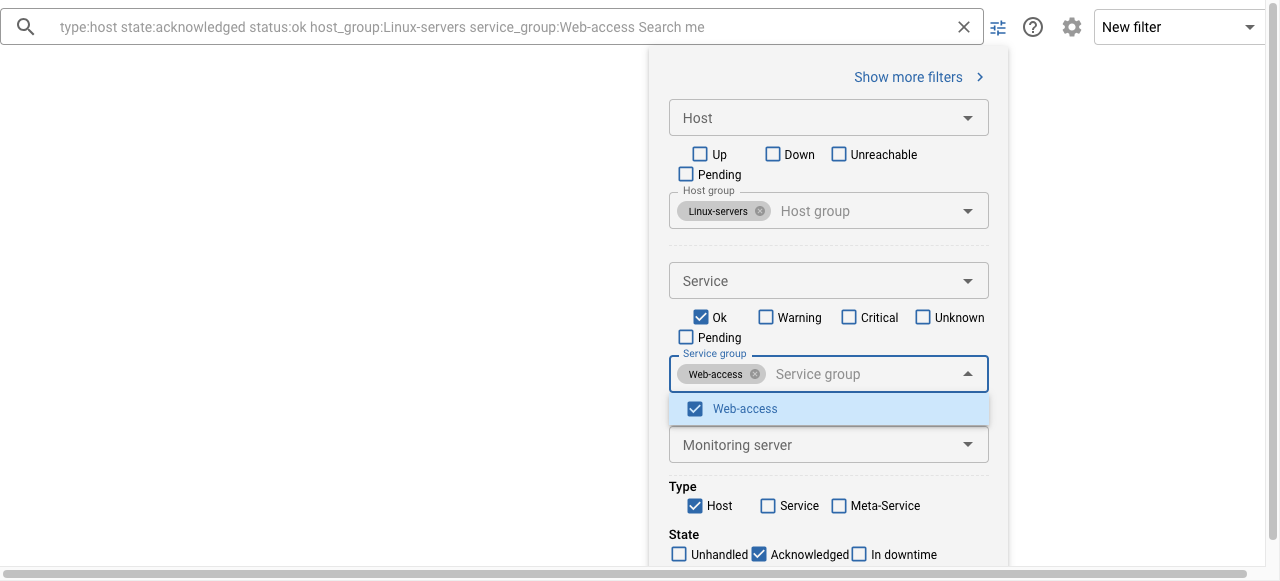 type:host state:acknowledged status:ok host_group:Linux-servers service_group:Web-access Search me
New filter
Show more filters
Host
Up Down Unreachable
Pending
Host group
Linux-servers Host group
Service
Ok Warning Critical Unknown
Pending
Service group
Web-access Service group
Web-access
Monitoring server
Type
Host Service Meta-Service
State
Unhandled Acknowledged In downtime